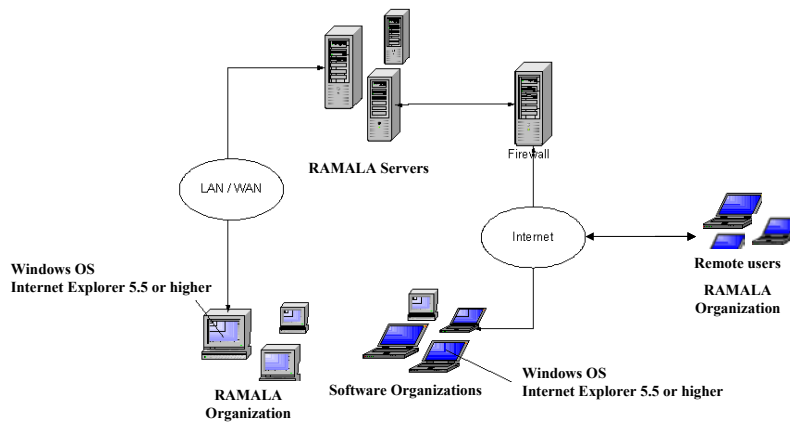 Firewall
RAMALA Servers
LAN / WAN
Internet
Remote users
RAMALA
Organization
Windows OS
Internet Explorer 5.5 or higher
RAMALA
Organization
Software Organizations
Windows OS
Internet Explorer 5.5 or higher